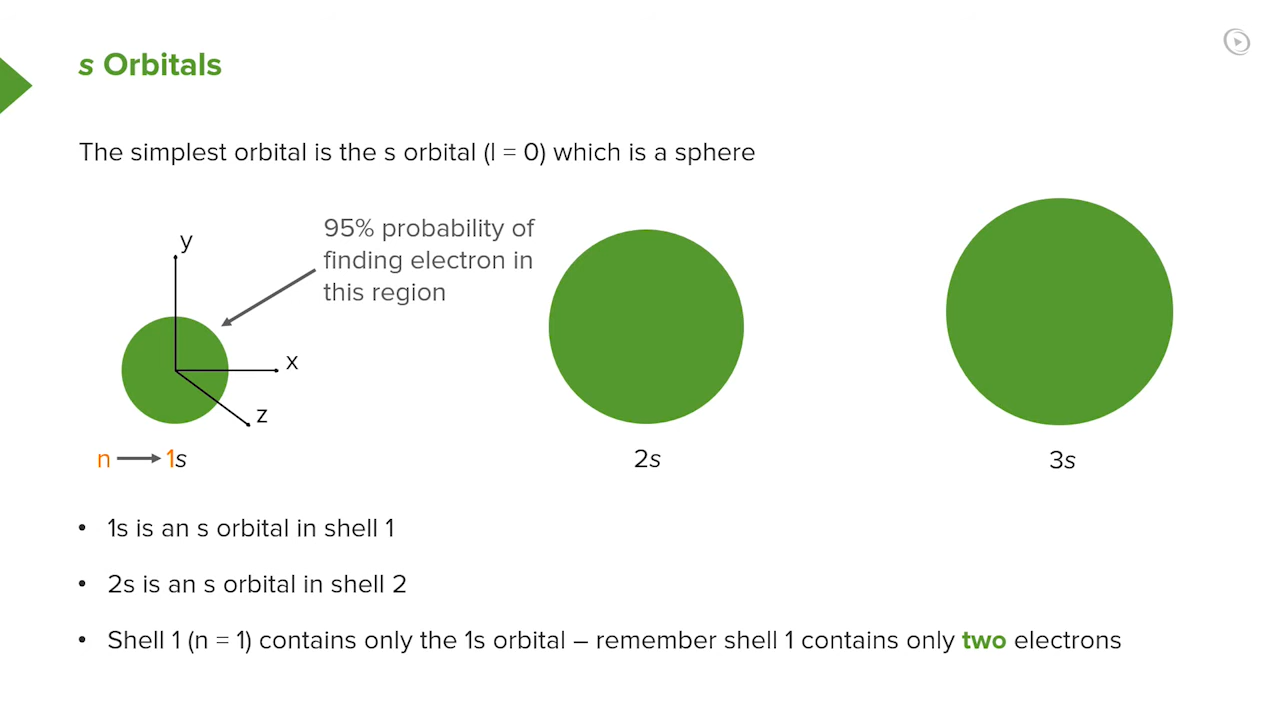 s Orbitals
The simplest orbital is the s orbital (l = 0) which is a sphere
95% probability of
finding electron in
this region
y
x
z
n 1s
2s
3s
• 1s is an s orbital in shell 1
• 2s is an s orbital in shell 2
• Shell 1 (n = 1) contains only the 1s orbital – remember shell 1 contains only two electrons